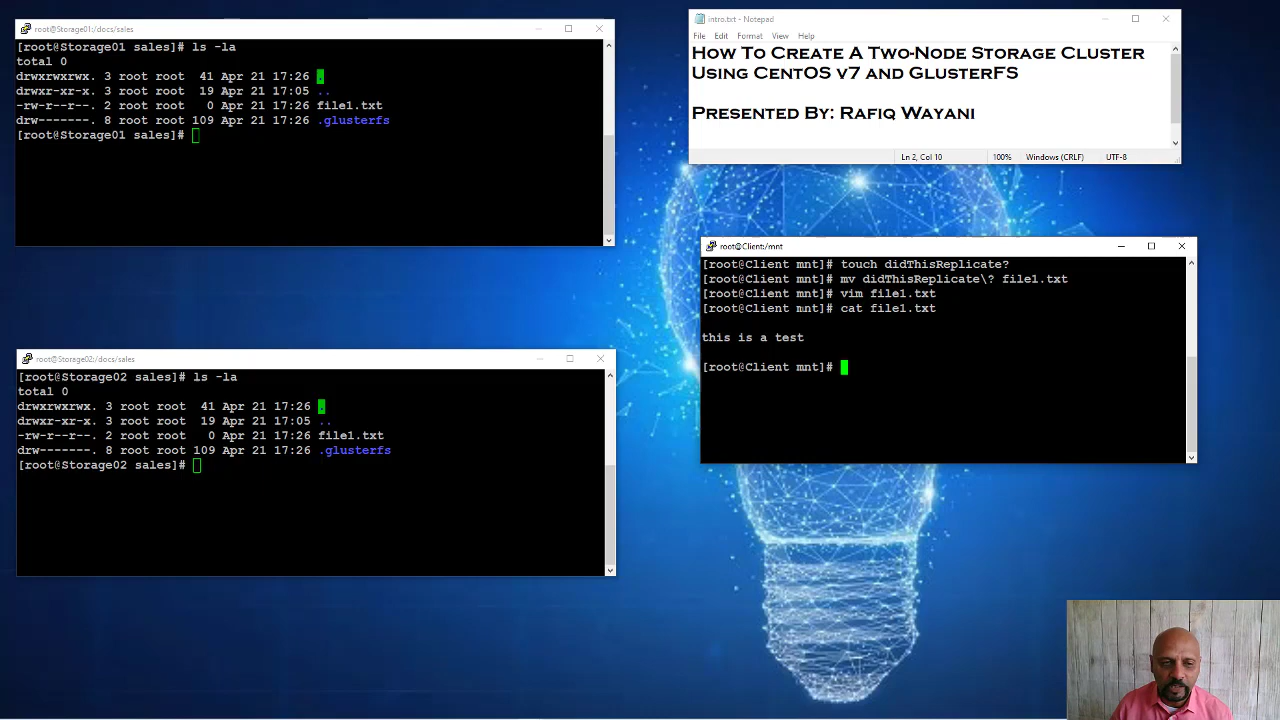 root@Storage01:/docs/sales
[root@Storage01 sales]# ls -la
total 0
drwxrwxrwx. 3 root root 41 Apr 21 17:26 .
drwxr-xr-x. 3 root root 19 Apr 21 17:05 ..
-rw-r--r--. 2 root root 0 Apr 21 17:26 file1.txt
drw-------. 8 root root 109 Apr 21 17:26 .glusterfs
[root@Storage01 sales]#
intro.txt - Notepad
File Edit Format View Help
How To Create A Two-Node Storage Cluster
Using CentOS v7 and GlusterFS
Presented By: Rafiq Wayani
Ln 2, Col 10 100% Windows (CRLF) UTF-8
root@Client:/mnt
[root@Client mnt]# touch didThisReplicate?
[root@Client mnt]# mv didThisReplicate\? file1.txt
[root@Client mnt]# vim file1.txt
[root@Client mnt]# cat file1.txt
this is a test
[root@Client mnt]#
root@Storage02:/docs/sales
[root@Storage02 sales]# ls -la
total 0
drwxrwxrwx. 3 root root 41 Apr 21 17:26 .
drwxr-xr-x. 3 root root 19 Apr 21 17:05 ..
-rw-r--r--. 2 root root 0 Apr 21 17:26 file1.txt
drw-------. 8 root root 109 Apr 21 17:26 .glusterfs
[root@Storage02 sales]#